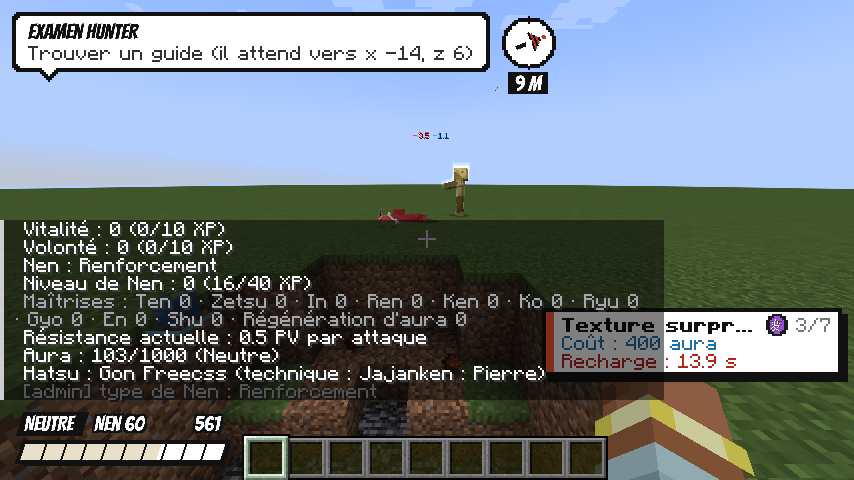 EXAMEN HUNTER
Trouver un guide (il attend vers x -14, z 6)
9 M
-3.5 -1.1
Vitalité : 0 (0/10 XP)
Volonté : 0 (0/10 XP)
Nen : Renforcement
Niveau de Nen : 0 (16/40 XP)
Maîtrises : Ten 0 · Zetsu 0 · In 0 · Ren 0 · Ken 0 · Ko 0 · Ryu 0
· Gyo 0 · En 0 · Shu 0 · Régénération d'aura 0
Résistance actuelle : 0.5 PV par attaque
Aura : 103/1000 (Neutre)
Hatsu : Gon Freecss (technique : Jajanken : Pierre)
[admin] type de Nen : Renforcement
Texture surpr... 3/7
Coût : 400 aura
Recharge : 13.9 s
NEUTRE NEN 60 561